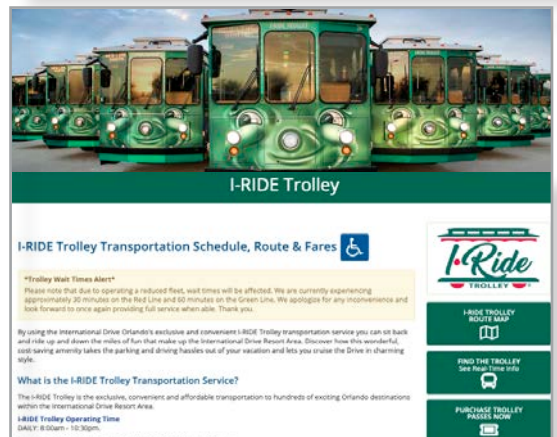 I-RIDE Trolley
I-RIDE Trolley Transportation Schedule, Route & Fares
*Trolley Wait Times Alert*
Please note that due to operating a reduced fleet, wait times will be affected. We are currently experiencing
approximately 30 minutes on the Red Line and 60 minutes on the Green Line. We apologize for any inconvenience and
look forward to once again providing full service when able. Thank you.
By using the International Drive Orlando's exclusive and convenient I-RIDE Trolley transportation service you can sit back
and ride up and down the miles of fun that make up the International Drive Resort Area. Discover how this wonderful,
cost-saving amenity takes the parking and driving hassles out of your vacation and lets you cruise the Drive in charming
style.
What is the I-RIDE Trolley Transportation Service?
The I-RIDE Trolley is the exclusive, convenient and affordable transportation to hundreds of exciting Orlando destinations
within the International Drive Resort Area.
I-RIDE Trolley Operating Time
DAILY: 8:00am - 10:30pm.
I-Ride
TROLLEY
I-RIDE TROLLEY
ROUTE MAP
FIND THE TROLLEY
See Real-Time Info
PURCHASE TROLLEY
PASSES NOW